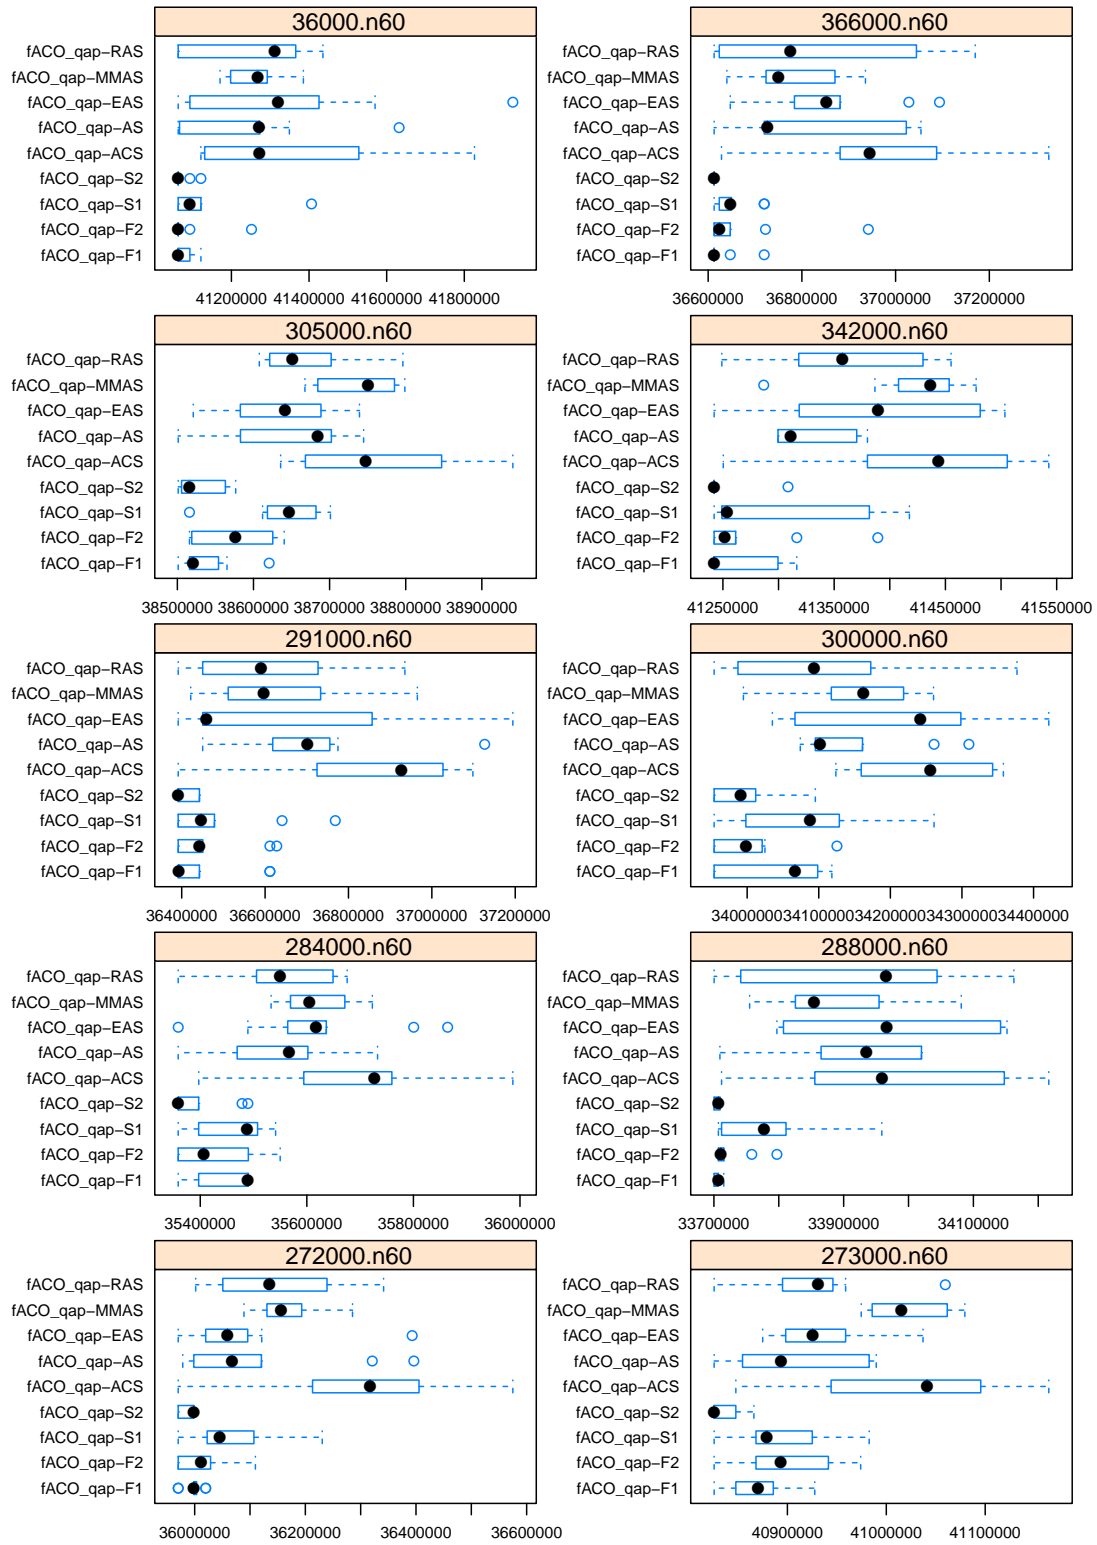 36000.n60
fACO_qap−RAS
fACO_qap−MMAS
fACO_qap−EAS
fACO_qap−AS
fACO_qap−ACS
fACO_qap−S2
fACO_qap−S1
fACO_qap−F2
fACO_qap−F1
41200000 41400000 41600000 41800000
366000.n60
fACO_qap−RAS
fACO_qap−MMAS
fACO_qap−EAS
fACO_qap−AS
fACO_qap−ACS
fACO_qap−S2
fACO_qap−S1
fACO_qap−F2
fACO_qap−F1
36600000 36800000 37000000 37200000
305000.n60
fACO_qap−RAS
fACO_qap−MMAS
fACO_qap−EAS
fACO_qap−AS
fACO_qap−ACS
fACO_qap−S2
fACO_qap−S1
fACO_qap−F2
fACO_qap−F1
38500000 38600000 38700000 38800000 38900000
342000.n60
fACO_qap−RAS
fACO_qap−MMAS
fACO_qap−EAS
fACO_qap−AS
fACO_qap−ACS
fACO_qap−S2
fACO_qap−S1
fACO_qap−F2
fACO_qap−F1
41250000 41350000 41450000 41550000
291000.n60
fACO_qap−RAS
fACO_qap−MMAS
fACO_qap−EAS
fACO_qap−AS
fACO_qap−ACS
fACO_qap−S2
fACO_qap−S1
fACO_qap−F2
fACO_qap−F1
36400000 36600000 36800000 37000000 37200000
300000.n60
fACO_qap−RAS
fACO_qap−MMAS
fACO_qap−EAS
fACO_qap−AS
fACO_qap−ACS
fACO_qap−S2
fACO_qap−S1
fACO_qap−F2
fACO_qap−F1
34000000 34100000 34200000 34300000 34400000
284000.n60
fACO_qap−RAS
fACO_qap−MMAS
fACO_qap−EAS
fACO_qap−AS
fACO_qap−ACS
fACO_qap−S2
fACO_qap−S1
fACO_qap−F2
fACO_qap−F1
35400000 35600000 35800000 36000000
288000.n60
fACO_qap−RAS
fACO_qap−MMAS
fACO_qap−EAS
fACO_qap−AS
fACO_qap−ACS
fACO_qap−S2
fACO_qap−S1
fACO_qap−F2
fACO_qap−F1
33700000 33900000 34100000
272000.n60
fACO_qap−RAS
fACO_qap−MMAS
fACO_qap−EAS
fACO_qap−AS
fACO_qap−ACS
fACO_qap−S2
fACO_qap−S1
fACO_qap−F2
fACO_qap−F1
36000000 36200000 36400000 36600000
273000.n60
fACO_qap−RAS
fACO_qap−MMAS
fACO_qap−EAS
fACO_qap−AS
fACO_qap−ACS
fACO_qap−S2
fACO_qap−S1
fACO_qap−F2
fACO_qap−F1
40900000 41000000 41100000